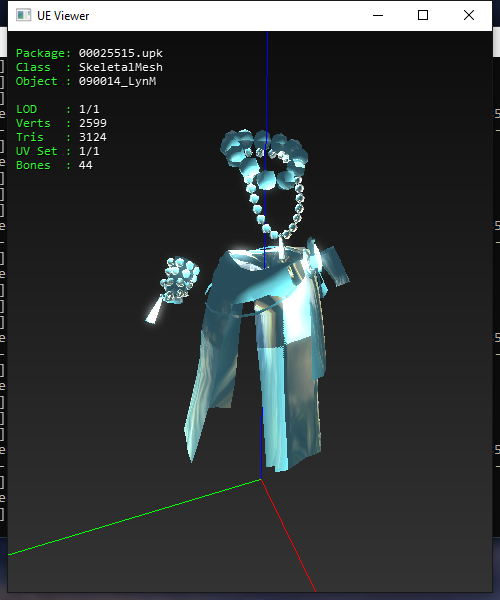 UE Viewer
Package: 00025515.upk
Class  : SkeletalMesh
Object : 090014_LynM
LOD    : 1/1
Verts  : 2599
Tris   : 3124
UV Set : 1/1
Bones  : 44